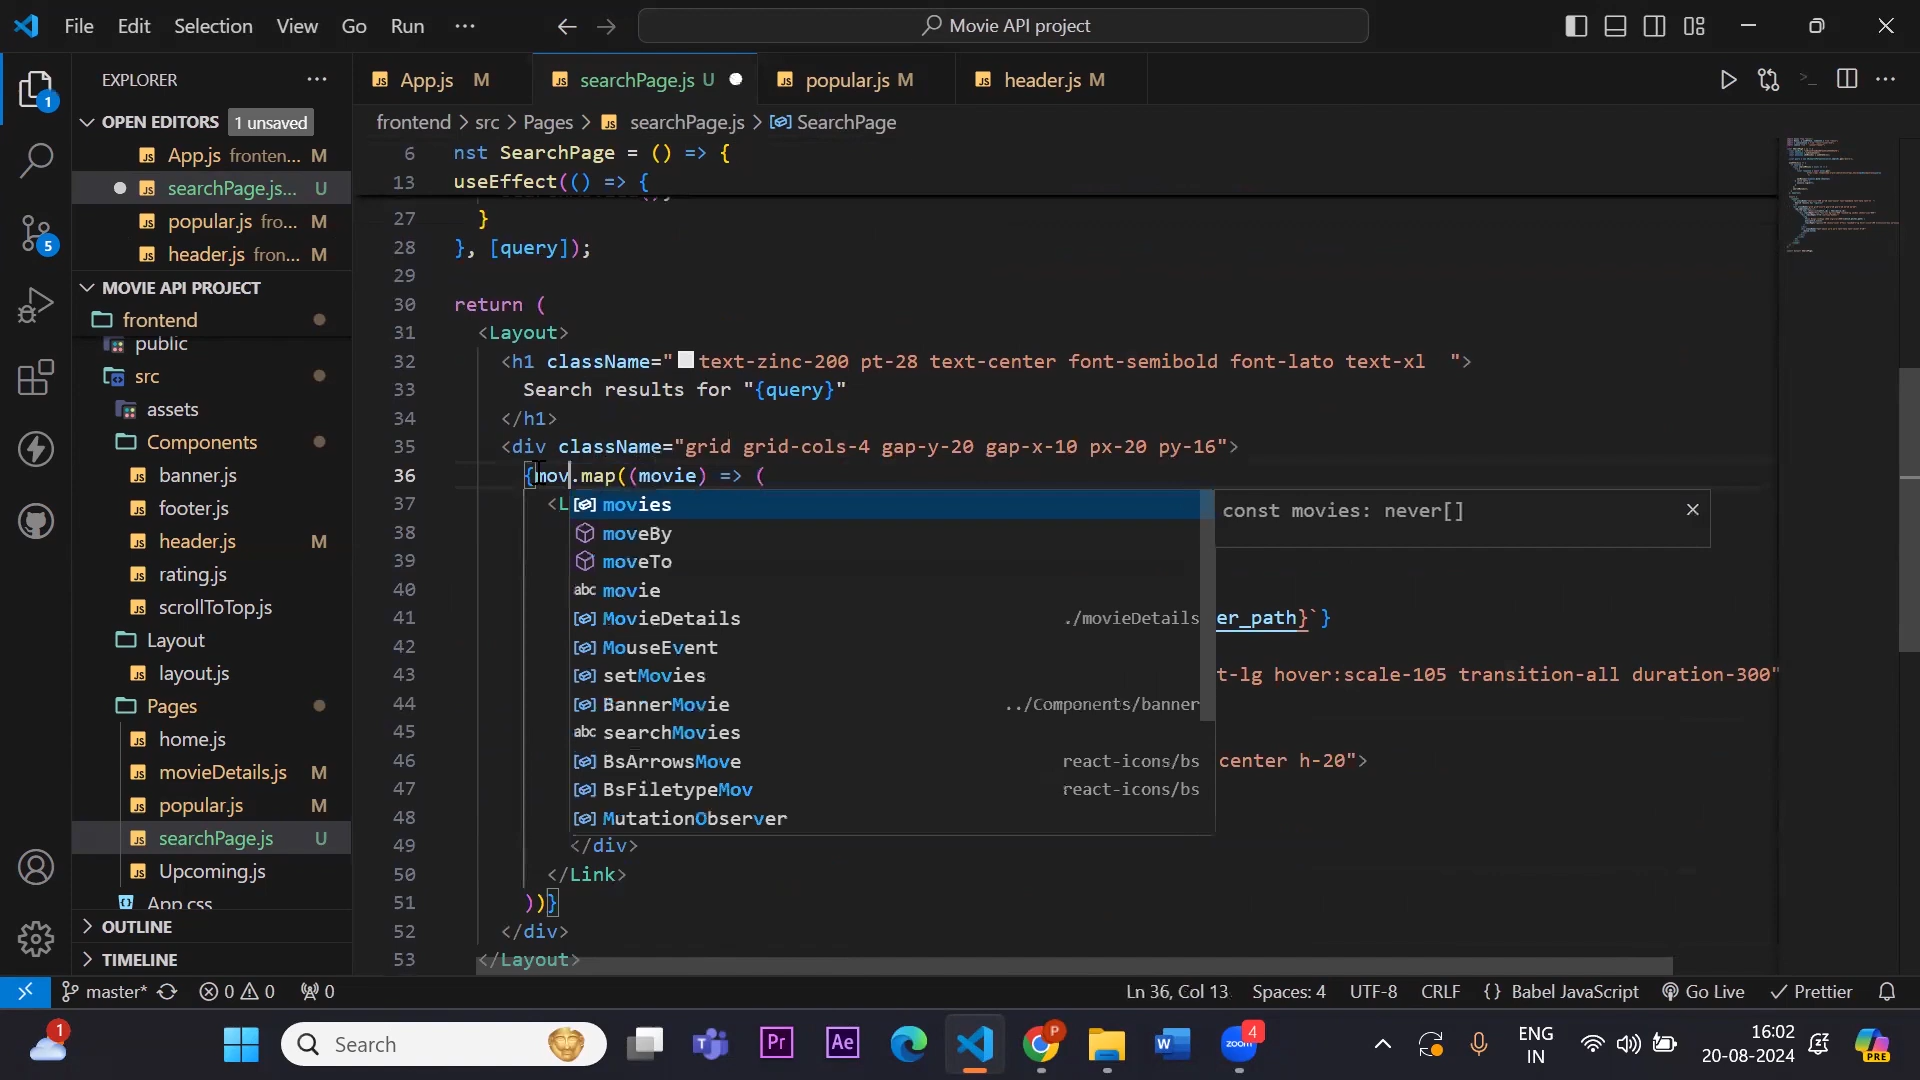 File Edit Selection View Go Run ··· Movie API project
EXPLORER ···
OPEN EDITORS 1 unsaved
App.js fronten... M
searchPage.js... U
popular.js fro... M
header.js fron... M
MOVIE API PROJECT
frontend
public
src
assets
Components
banner.js
footer.js
header.js M
rating.js
scrollToTop.js
Layout
layout.js
Pages
home.js
movieDetails.js M
popular.js M
searchPage.js U
Upcoming.js
App.css
OUTLINE
TIMELINE
1
5
App.js M searchPage.js U popular.js M header.js M
frontend > src > Pages > searchPage.js > SearchPage
6 nst SearchPage = () => {
13 useEffect(() => {
27 }
28 }, [query]);
29
30 return (
31 <Layout>
32 <h1 className="text-zinc-200 pt-28 text-center font-semibold font-lato text-xl  ">
33 Search results for "{query}"
34 </h1>
35 <div className="grid grid-cols-4 gap-y-20 gap-x-10 px-20 py-16">
36 {mov.map((movie) => (
37 <L
38
39
40
41 er_path}`}
42
43 t-lg hover:scale-105 transition-all duration-300"
44
45
46 center h-20">
47
48
49 </div>
50 </Link>
51 ))}
52 </div>
53 </Layout>
movies
moveBy
moveTo
abc movie
MovieDetails ./movieDetails
MouseEvent
setMovies
BannerMovie ../Components/banner
abc searchMovies
BsArrowsMove react-icons/bs
BsFiletypeMov react-icons/bs
MutationObserver
const movies: never[]
master* 0 0 0 Ln 36, Col 13 Spaces: 4 UTF-8 CRLF {} Babel JavaScript Go Live Prettier
1 Search Pr Ae P W zoom 4 ENG IN 16:02 20-08-2024 PRE